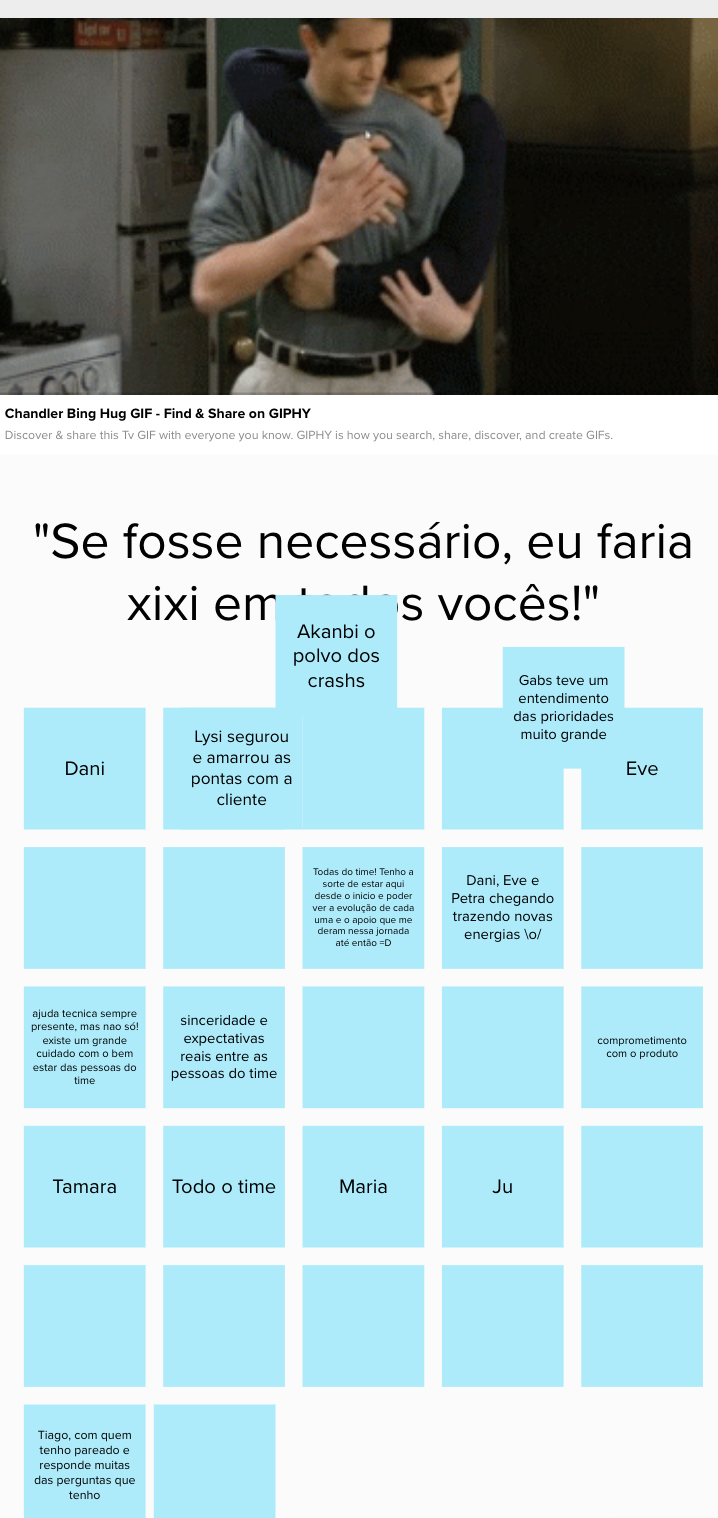 Chandler Bing Hug GIF - Find & Share on GIPHY
Discover & share this Tv GIF with everyone you know. GIPHY is how you search, share, discover, and create GIFs.
"Se fosse necessário, eu faria
xixi em vocês!"
Akanbi o
polvo dos
crashs
Gabs teve um
entendimento
das prioridades
muito grande
Dani
Lysi segurou
e amarrou as
pontas com a
cliente
Eve
Todas do time! Tenho a
sorte de estar aqui
desde o inicio e poder
ver a evolução de cada
uma e o apoio que me
deram nessa jornada
até então =D
Dani, Eve e
Petra chegando
trazendo novas
energias \o/
ajuda tecnica sempre
presente, mas nao só!
existe um grande
cuidado com o bem
estar das pessoas do
time
sinceridade e
expectativas
reais entre as
pessoas do time
comprometimento
com o produto
Tamara
Todo o time
Maria
Ju
Tiago, com quem
tenho pareado e
responde muitas
das perguntas que
tenho